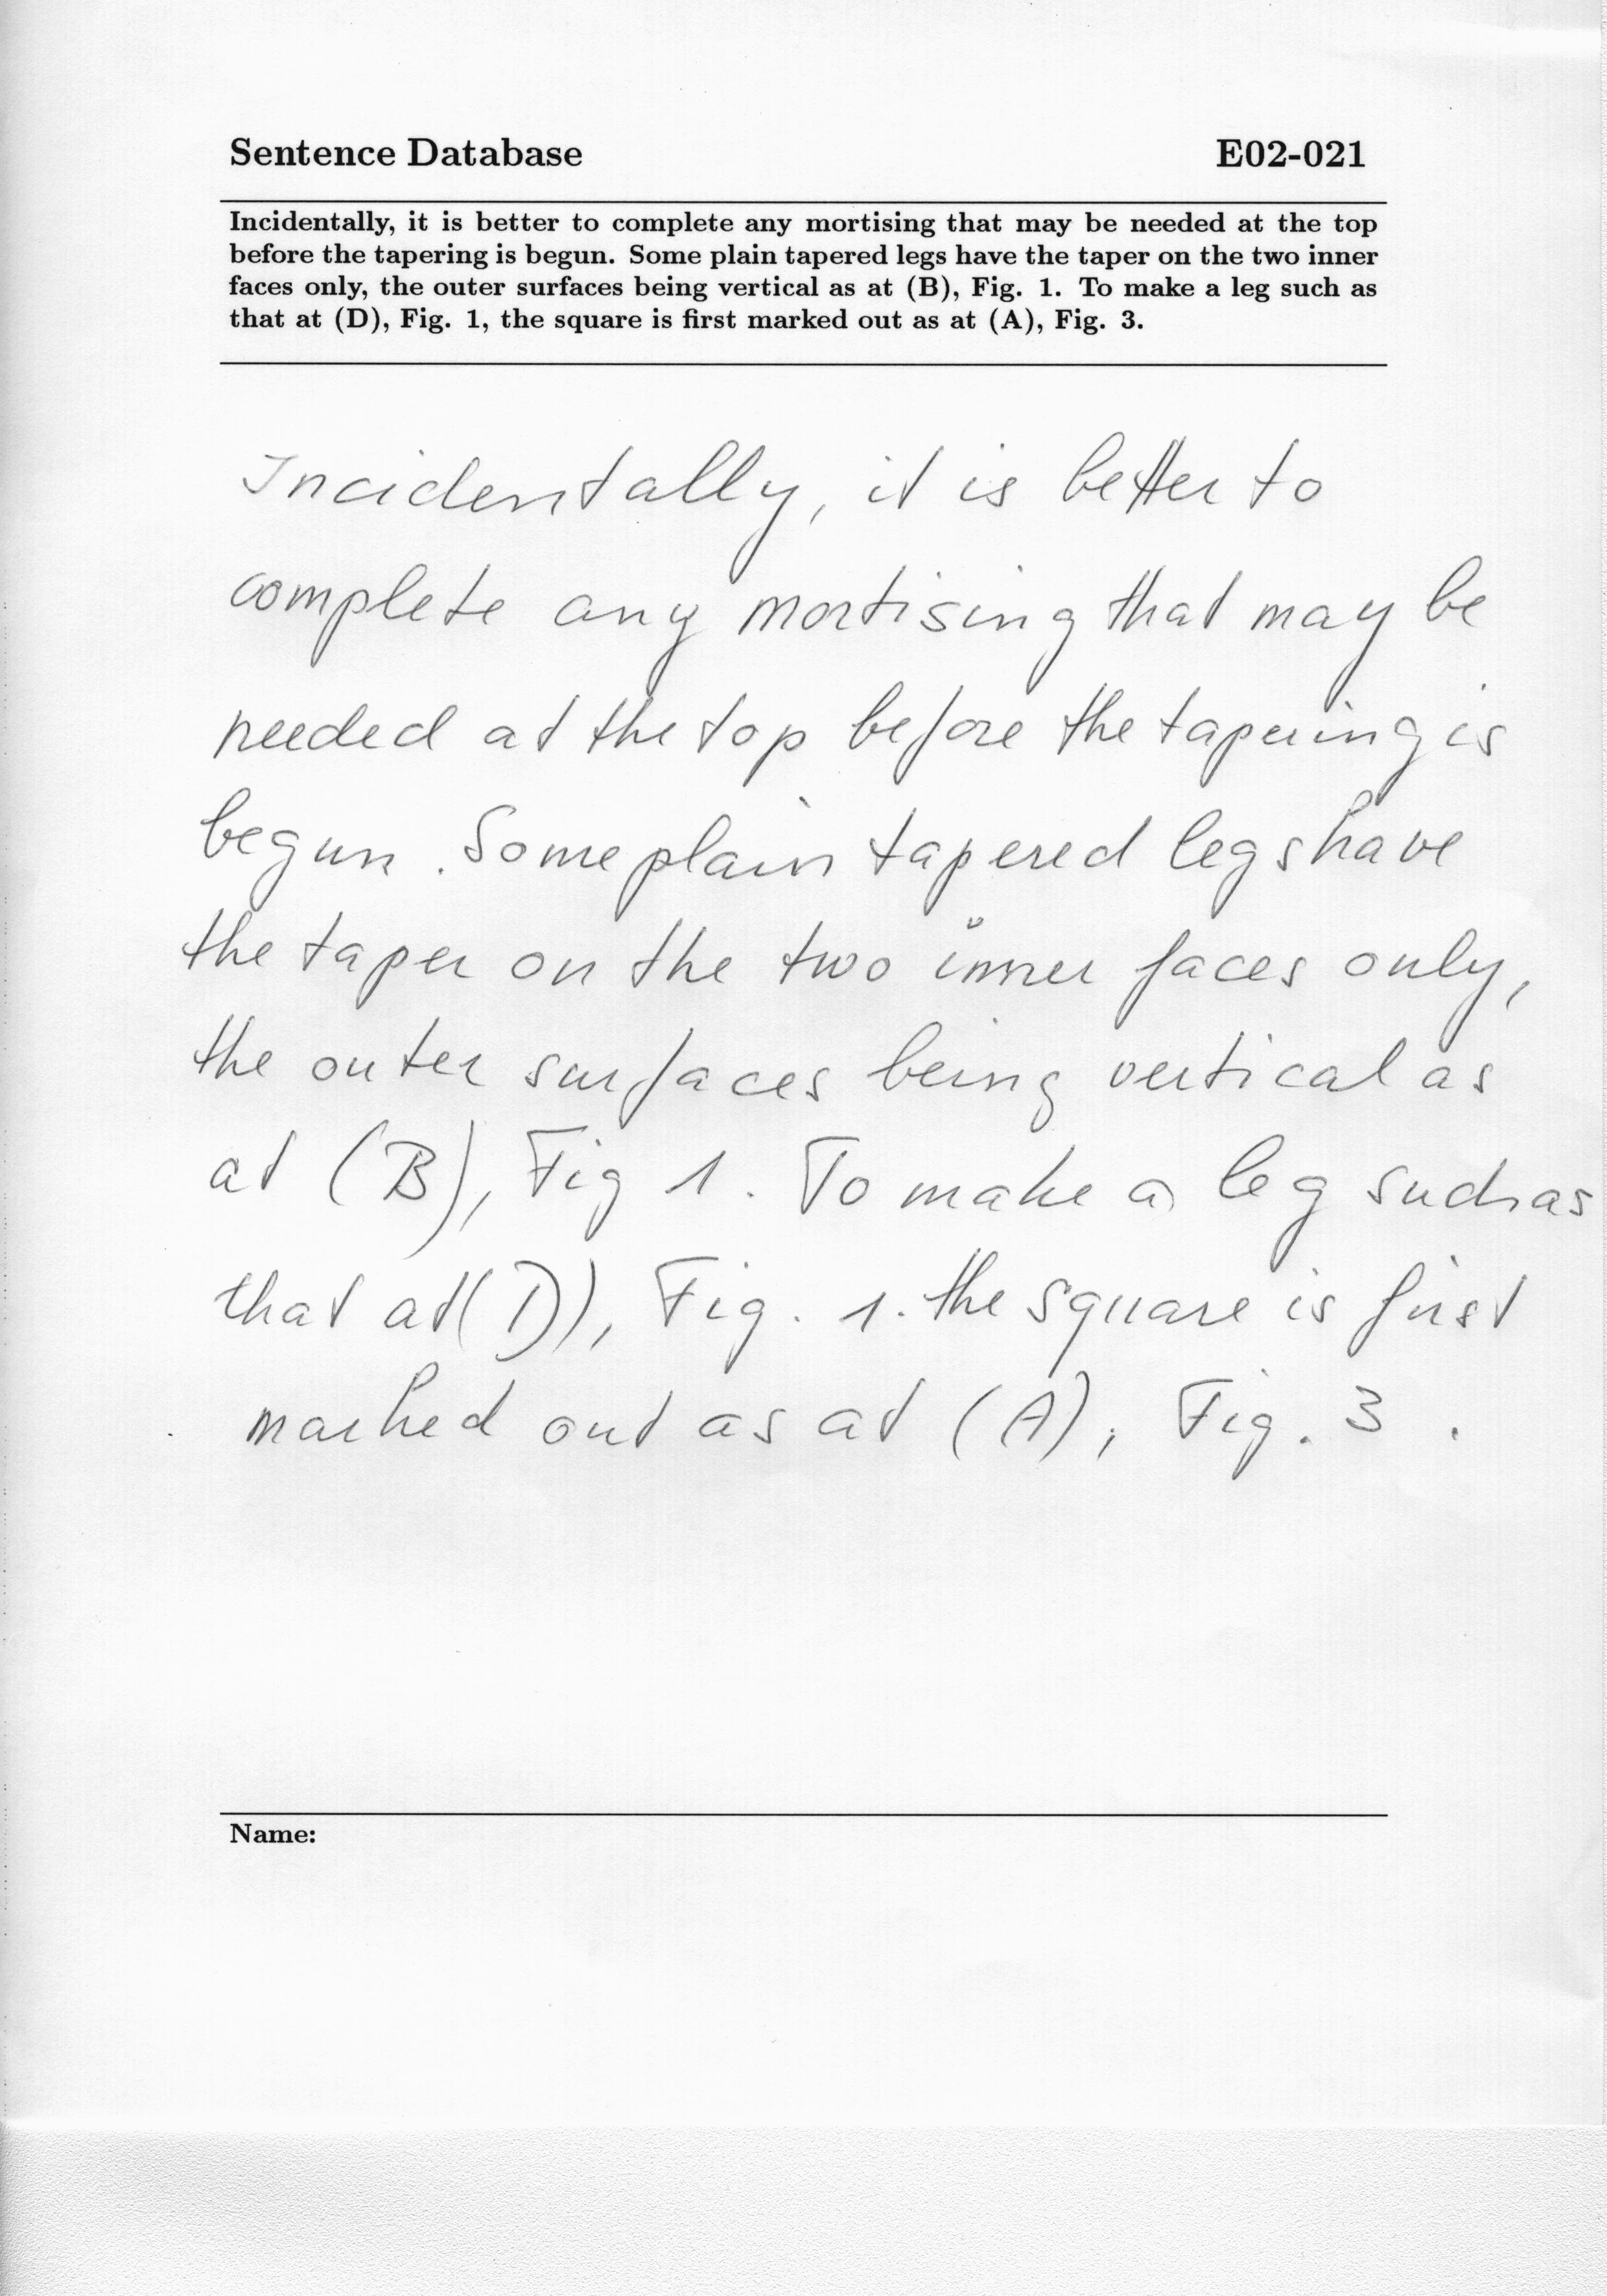 Sentence Database E02-021
Incidentally, it is better to complete any mortising that may be needed at the top
before the tapering is begun. Some plain tapered legs have the taper on the two inner
faces only, the outer surfaces being vertical as at (B), Fig. 1. To make a leg such as
that at (D), Fig. 1, the square is first marked out as at (A), Fig. 3.
Incidentally, it is better to
complete any mortising that may be
needed at the top before the tapering is
begun. Some plain tapered legs have
the taper on the two inner faces only,
the outer surfaces being vertical as
at (B), Fig 1. To make a leg such as
that at (D), Fig. 1. the square is first
marked out as at (A), Fig. 3.
Name: